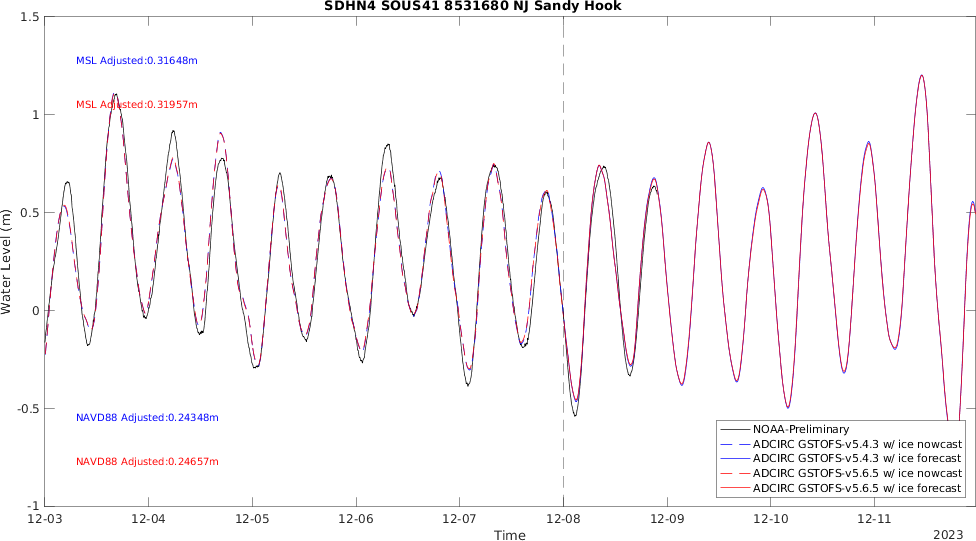 SDHN4 SOUS41 8531680 NJ Sandy Hook
1.5
1
0.5
0
-0.5
-1
Water Level (m)
MSL Adjusted:0.31648m
MSL Adjusted:0.31957m
NAVD88 Adjusted:0.24348m
NAVD88 Adjusted:0.24657m
NOAA-Preliminary
ADCIRC GSTOFS-v5.4.3 w/ ice nowcast
ADCIRC GSTOFS-v5.4.3 w/ ice forecast
ADCIRC GSTOFS-v5.6.5 w/ ice nowcast
ADCIRC GSTOFS-v5.6.5 w/ ice forecast
12-03 12-04 12-05 12-06 12-07 12-08 12-09 12-10 12-11
Time
2023